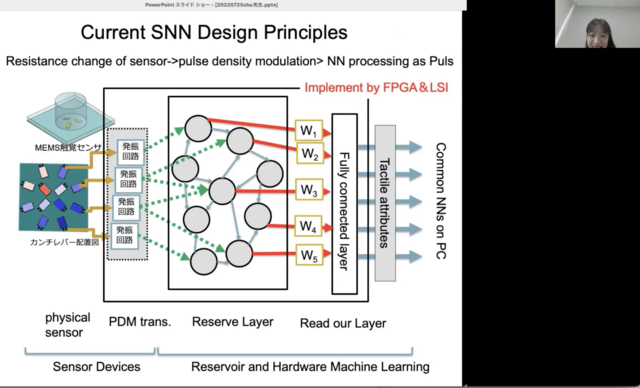 PowerPoint スライド ショー - [20220725shu先生.pptx]
Current SNN Design Principles
Resistance change of sensor->pulse density modulation> NN processing as Puls
Implement by FPGA&LSI
MEMS触覚センサ
カンチレバー配置図
発振
回路
発振
回路
発振
回路
発振
回路
W1
W2
W3
W4
W5
Fully connected layer
Tactile attributes
Common NNs on PC
physical
sensor
PDM trans.
Reserve Layer
Read our Layer
Sensor Devices
Reservoir and Hardware Machine Learning